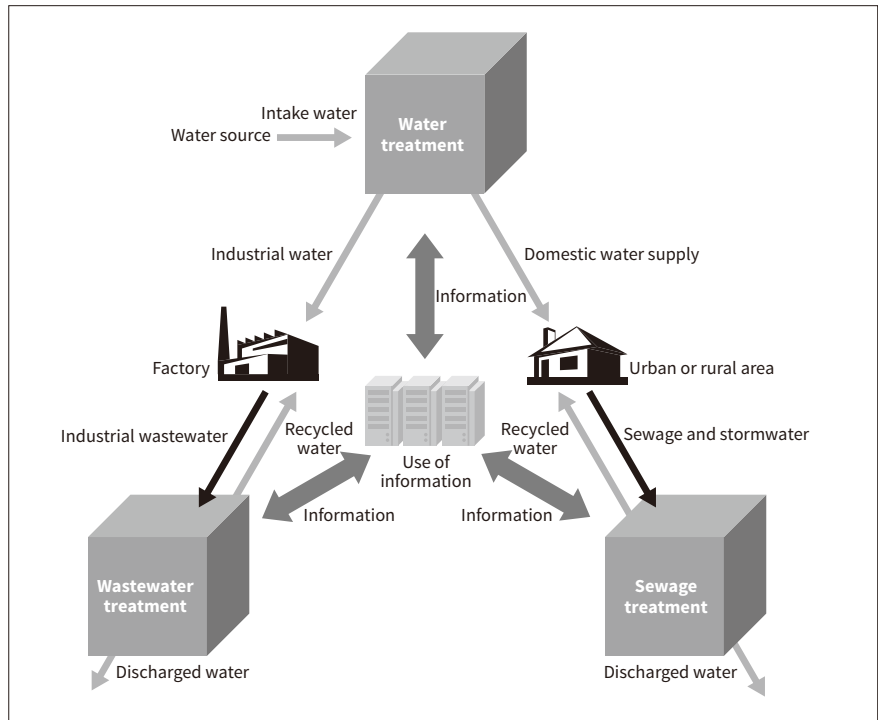 Intake water
Water source
Water
treatment
Industrial water
Domestic water supply
Information
Factory
Urban or rural area
Industrial wastewater
Recycled
water
Recycled
water
Sewage and stormwater
Use of
information
Information
Information
Wastewater
treatment
Sewage
treatment
Discharged water
Discharged water